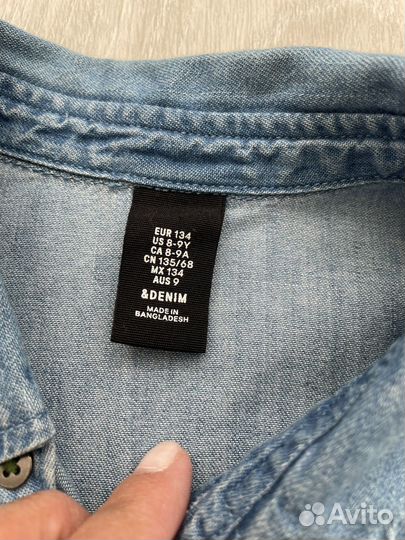 EUR 134
US 8-9Y
CA 8-9A
CN 135/68
MX 134
AUS 9
&DENIM
MADE IN
BANGLADESH
Avito